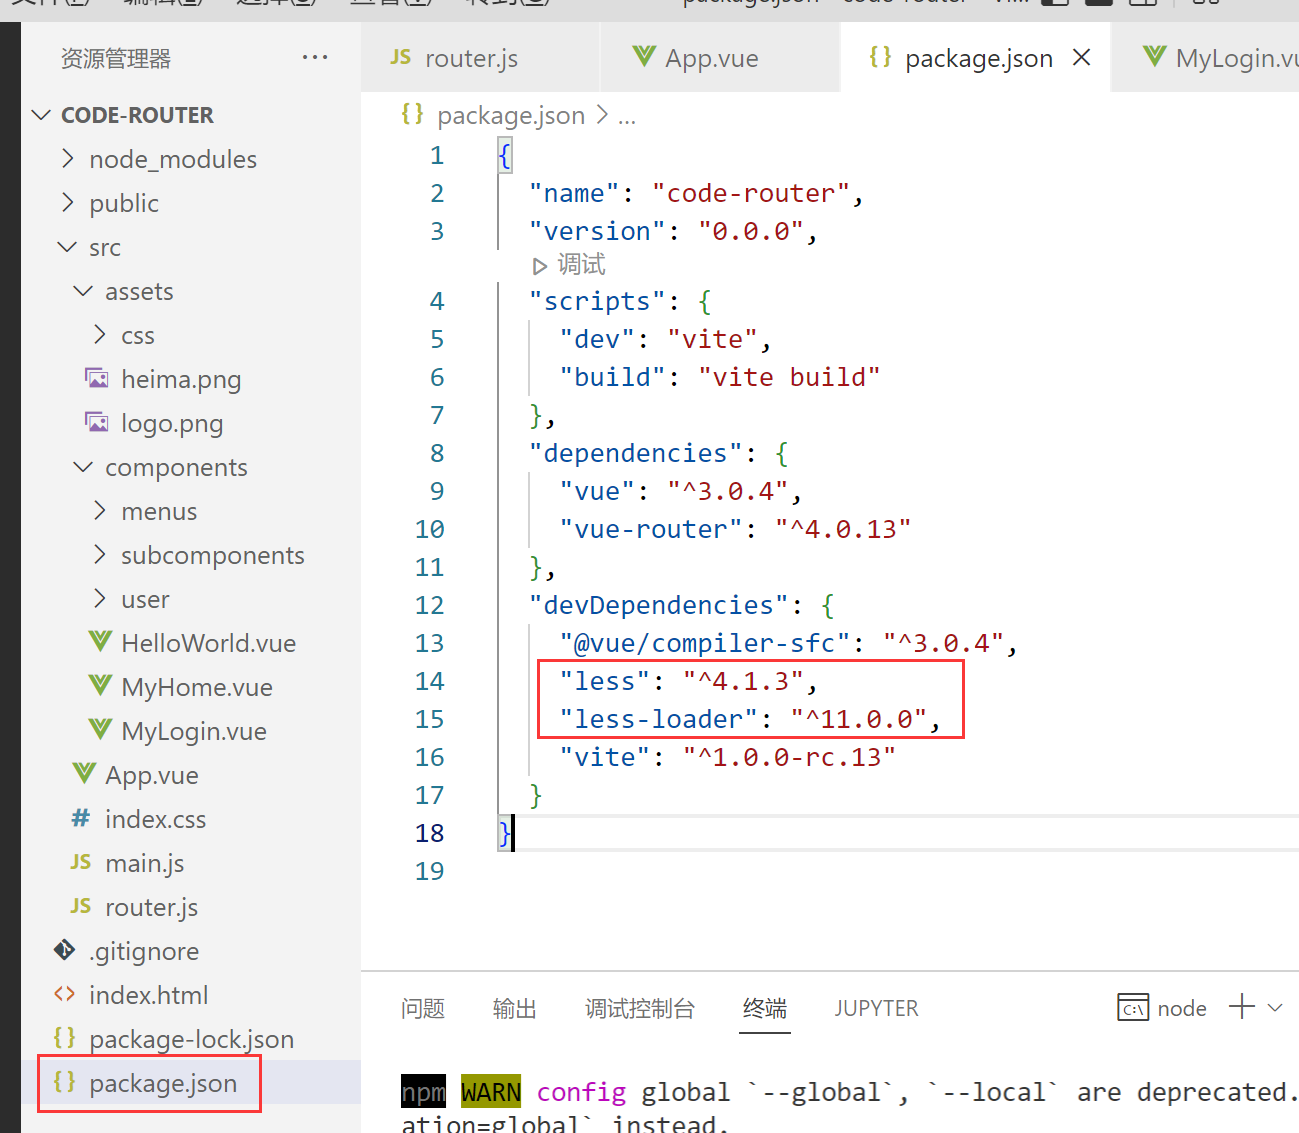 package.json - code-router
资源管理器
···
CODE-ROUTER
node_modules
public
src
assets
css
heima.png
logo.png
components
menus
subcomponents
user
HelloWorld.vue
MyHome.vue
MyLogin.vue
App.vue
# index.css
JS main.js
JS router.js
.gitignore
<> index.html
{} package-lock.json
{} package.json
JS router.js
App.vue
{} package.json
MyLogin.vu
{} package.json > ...
1 {
2 "name": "code-router",
3 "version": "0.0.0",
调试
4 "scripts": {
5 "dev": "vite",
6 "build": "vite build"
7 },
8 "dependencies": {
9 "vue": "^3.0.4",
10 "vue-router": "^4.0.13"
11 },
12 "devDependencies": {
13 "@vue/compiler-sfc": "^3.0.4",
14 "less": "^4.1.3",
15 "less-loader": "^11.0.0",
16 "vite": "^1.0.0-rc.13"
17 }
18 }
19
问题 输出 调试控制台 终端 JUPYTER
node
npm WARN config global `--global`, `--local` are deprecated.
ation=global` instead.